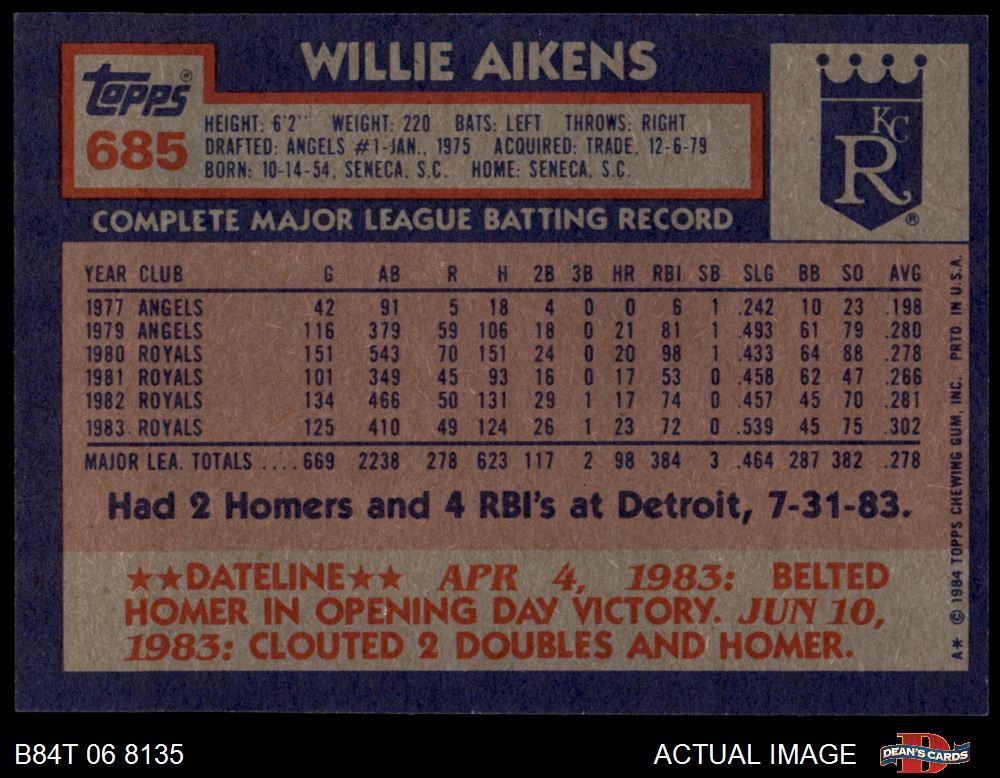 WILLIE AIKENS
topps®
685
HEIGHT: 6'2" WEIGHT: 220 BATS: LEFT THROWS: RIGHT
DRAFTED: ANGELS #1-JAN., 1975 ACQUIRED: TRADE, 12-6-79
BORN: 10-14-54, SENECA, S.C. HOME: SENECA, S.C.
KC
R
®
COMPLETE MAJOR LEAGUE BATTING RECORD
YEAR CLUB G AB R H 2B 3B HR RBI SB SLG BB SO AVG
1977 ANGELS 42 91 5 18 4 0 0 6 1 .242 10 23 .198
1979 ANGELS 116 379 59 106 18 0 21 81 1 .493 61 79 .280
1980 ROYALS 151 543 70 151 24 0 20 98 1 .433 64 88 .278
1981 ROYALS 101 349 45 93 16 0 17 53 0 .458 62 47 .266
1982 ROYALS 134 466 50 131 29 1 17 74 0 .457 45 70 .281
1983 ROYALS 125 410 49 124 26 1 23 72 0 .539 45 75 .302
MAJOR LEA. TOTALS .... 669 2238 278 623 117 2 98 384 3 .464 287 382 .278
Had 2 Homers and 4 RBI's at Detroit, 7-31-83.
★★DATELINE★★ APR 4, 1983: BELTED
HOMER IN OPENING DAY VICTORY. JUN 10,
1983: CLOUTED 2 DOUBLES AND HOMER.
A* © 1984 TOPPS CHEWING GUM, INC. PRTD. IN U.S.A.
B84T 06 8135
ACTUAL IMAGE
D
DEAN'S CARDS